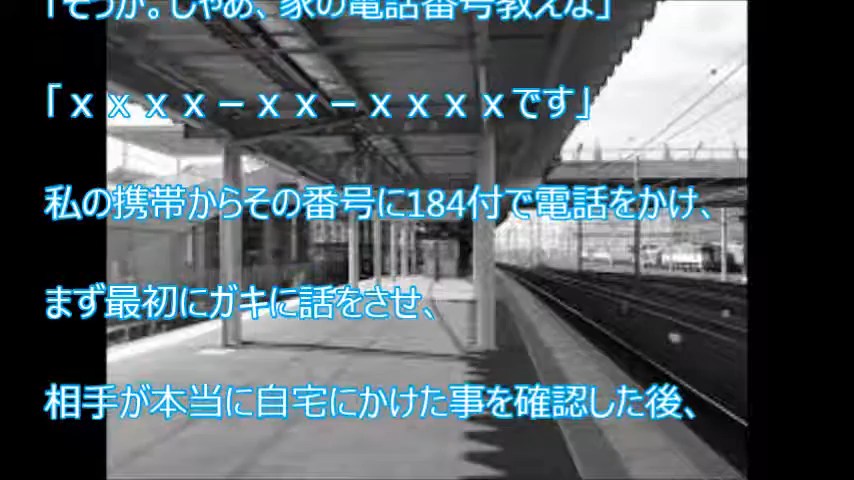 「そうか。じゃあ、家の電話番号教えな」
「ｘｘｘｘ－ｘｘ－ｘｘｘｘです」
私の携帯からその番号に184付で電話をかけ、
まず最初にガキに話をさせ、
相手が本当に自宅にかけた事を確認した後、